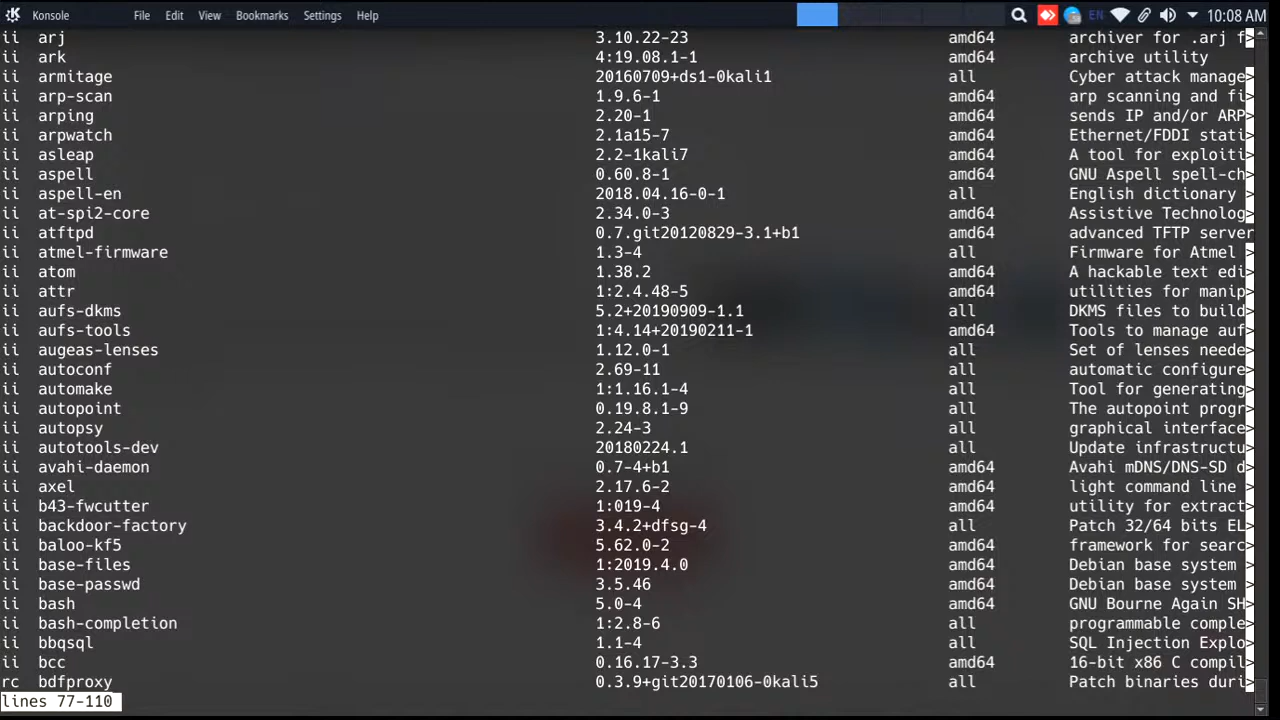 Konsole File Edit View Bookmarks Settings Help EN 10:08 AM
ii arj 3.10.22-23 amd64 archiver for .arj f>
ii ark 4:19.08.1-1 amd64 archive utility
ii armitage 20160709+ds1-0kali1 all Cyber attack manage>
ii arp-scan 1.9.6-1 amd64 arp scanning and fi>
ii arping 2.20-1 amd64 sends IP and/or ARP>
ii arpwatch 2.1a15-7 amd64 Ethernet/FDDI stati>
ii asleap 2.2-1kali7 amd64 A tool for exploiti>
ii aspell 0.60.8-1 amd64 GNU Aspell spell-ch>
ii aspell-en 2018.04.16-0-1 all English dictionary >
ii at-spi2-core 2.34.0-3 amd64 Assistive Technolog>
ii atftpd 0.7.git20120829-3.1+b1 amd64 advanced TFTP server
ii atmel-firmware 1.3-4 all Firmware for Atmel >
ii atom 1.38.2 amd64 A hackable text edi>
ii attr 1:2.4.48-5 amd64 utilities for manip>
ii aufs-dkms 5.2+20190909-1.1 all DKMS files to build>
ii aufs-tools 1:4.14+20190211-1 amd64 Tools to manage auf>
ii augeas-lenses 1.12.0-1 all Set of lenses neede>
ii autoconf 2.69-11 all automatic configure>
ii automake 1:1.16.1-4 all Tool for generating>
ii autopoint 0.19.8.1-9 all The autopoint progr>
ii autopsy 2.24-3 all graphical interface>
ii autotools-dev 20180224.1 all Update infrastructu>
ii avahi-daemon 0.7-4+b1 amd64 Avahi mDNS/DNS-SD d>
ii axel 2.17.6-2 amd64 light command line >
ii b43-fwcutter 1:019-4 amd64 utility for extract>
ii backdoor-factory 3.4.2+dfsg-4 all Patch 32/64 bits EL>
ii baloo-kf5 5.62.0-2 amd64 framework for searc>
ii base-files 1:2019.4.0 amd64 Debian base system >
ii base-passwd 3.5.46 amd64 Debian base system >
ii bash 5.0-4 amd64 GNU Bourne Again SH>
ii bash-completion 1:2.8-6 all programmable comple>
ii bbqsql 1.1-4 all SQL Injection Explo>
ii bcc 0.16.17-3.3 amd64 16-bit x86 C compil>
rc bdfproxy 0.3.9+git20170106-0kali5 all Patch binaries duri>
lines 77-110